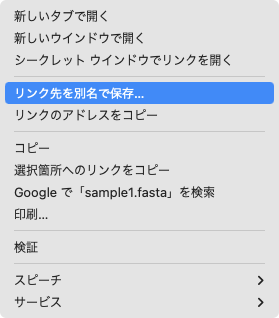 新しいタブで開く
新しいウインドウで開く
シークレット ウインドウでリンクを開く
リンク先を別名で保存...
リンクのアドレスをコピー
コピー
選択箇所へのリンクをコピー
Google で「sample1.fasta」を検索
印刷...
検証
スピーチ
サービス